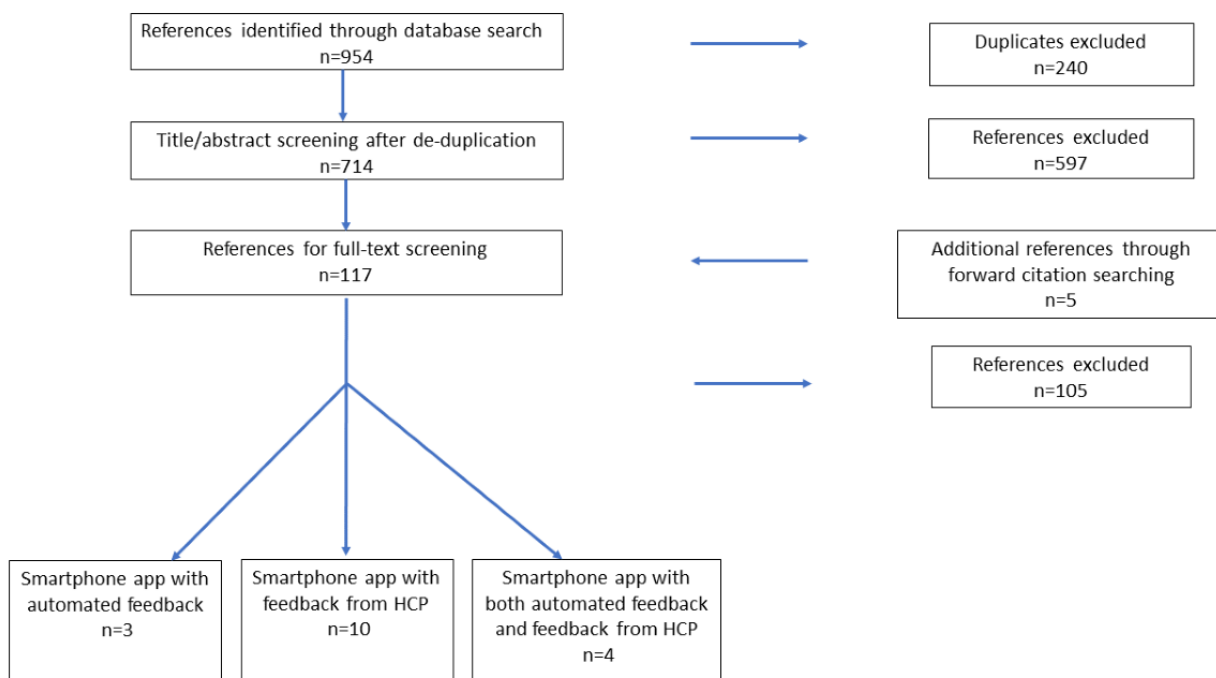 References identified through database search
n=954
Duplicates excluded
n=240
Title/abstract screening after de-duplication
n=714
References excluded
n=597
References for full-text screening
n=117
Additional references through
forward citation searching
n=5
References excluded
n=105
Smartphone app with
automated feedback
n=3
Smartphone app with
feedback from HCP
n=10
Smartphone app with
both automated feedback
and feedback from HCP
n=4